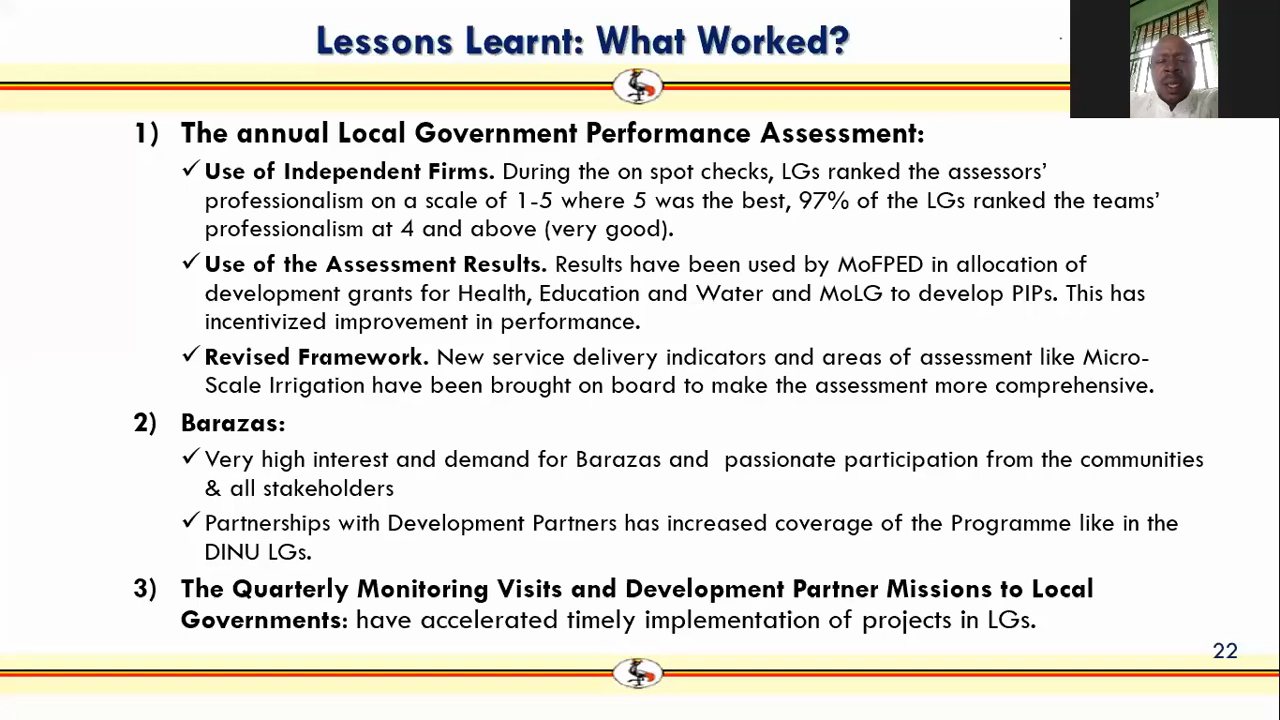 Lessons Learnt: What Worked?
1) The annual Local Government Performance Assessment:
✓ Use of Independent Firms. During the on spot checks, LGs ranked the assessors’
professionalism on a scale of 1-5 where 5 was the best, 97% of the LGs ranked the teams’
professionalism at 4 and above (very good).
✓ Use of the Assessment Results. Results have been used by MoFPED in allocation of
development grants for Health, Education and Water and MoLG to develop PIPs. This has
incentivized improvement in performance.
✓ Revised Framework. New service delivery indicators and areas of assessment like Micro-
Scale Irrigation have been brought on board to make the assessment more comprehensive.
2) Barazas:
✓ Very high interest and demand for Barazas and passionate participation from the communities
& all stakeholders
✓ Partnerships with Development Partners has increased coverage of the Programme like in the
DINU LGs.
3) The Quarterly Monitoring Visits and Development Partner Missions to Local
Governments: have accelerated timely implementation of projects in LGs.
22